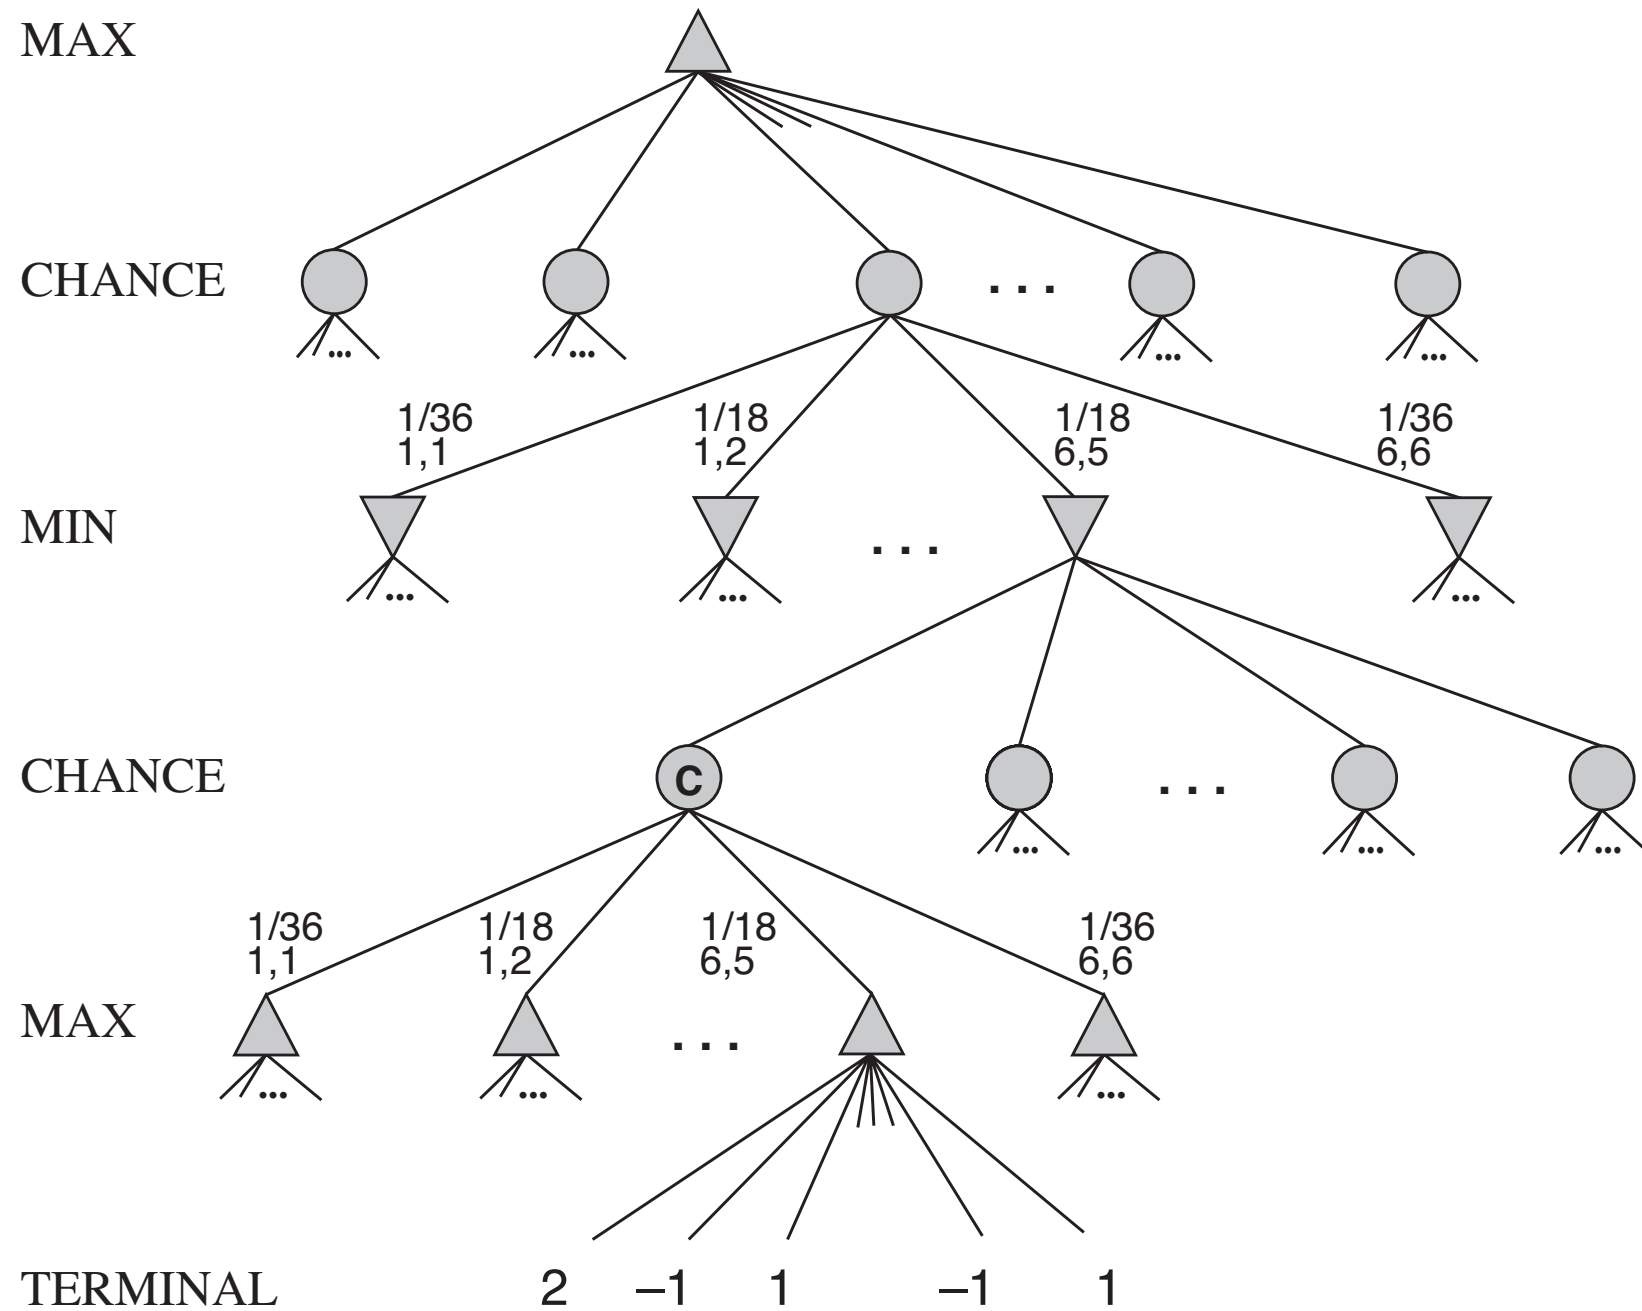 MAX
CHANCE
...
... ... ... ...
1/36 1/18 1/18 1/36
1,1 1,2 6,5 6,6
MIN
...
... ... ...
CHANCE
C
...
... ... ...
1/36 1/18 1/18 1/36
1,1 1,2 6,5 6,6
MAX
...
... ... ...
TERMINAL 2 –1 1 –1 1